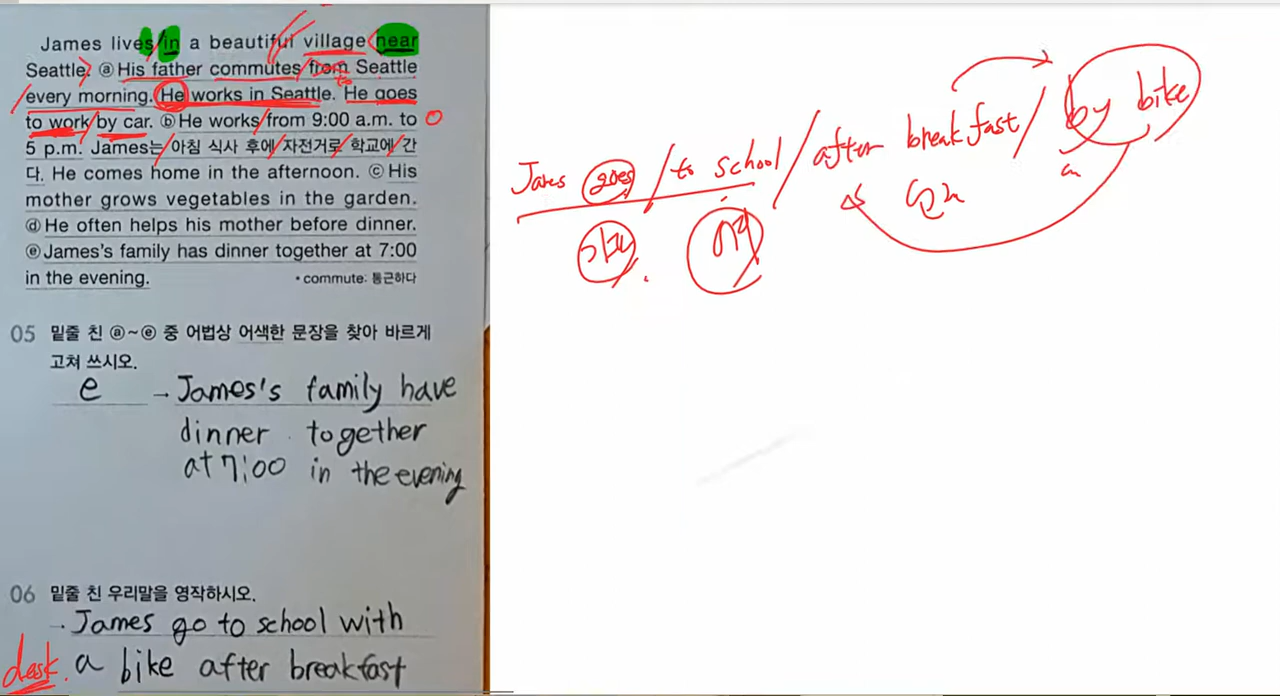 James lives in a beautiful village near
Seattle. ⓐ His father commutes from Seattle
to
every morning. He works in Seattle. He goes
to work by car. ⓑ He works from 9:00 a.m. to
5 p.m. James는 아침 식사 후에 자전거로 학교에 간
다. He comes home in the afternoon. ⓒ His
mother grows vegetables in the garden.
ⓓ He often helps his mother before dinner.
ⓔ James's family has dinner together at 7:00
in the evening.
• commute: 통근하다
05 밑줄 친 ⓐ~ⓔ 중 어법상 어색한 문장을 찾아 바르게
고쳐 쓰시오.
e → James's family have
dinner together
at 7:00 in the evening
06 밑줄 친 우리말을 영작하시오.
James go to school with
desk. a bike after breakfast
James goes / to school / after breakfast / by bike